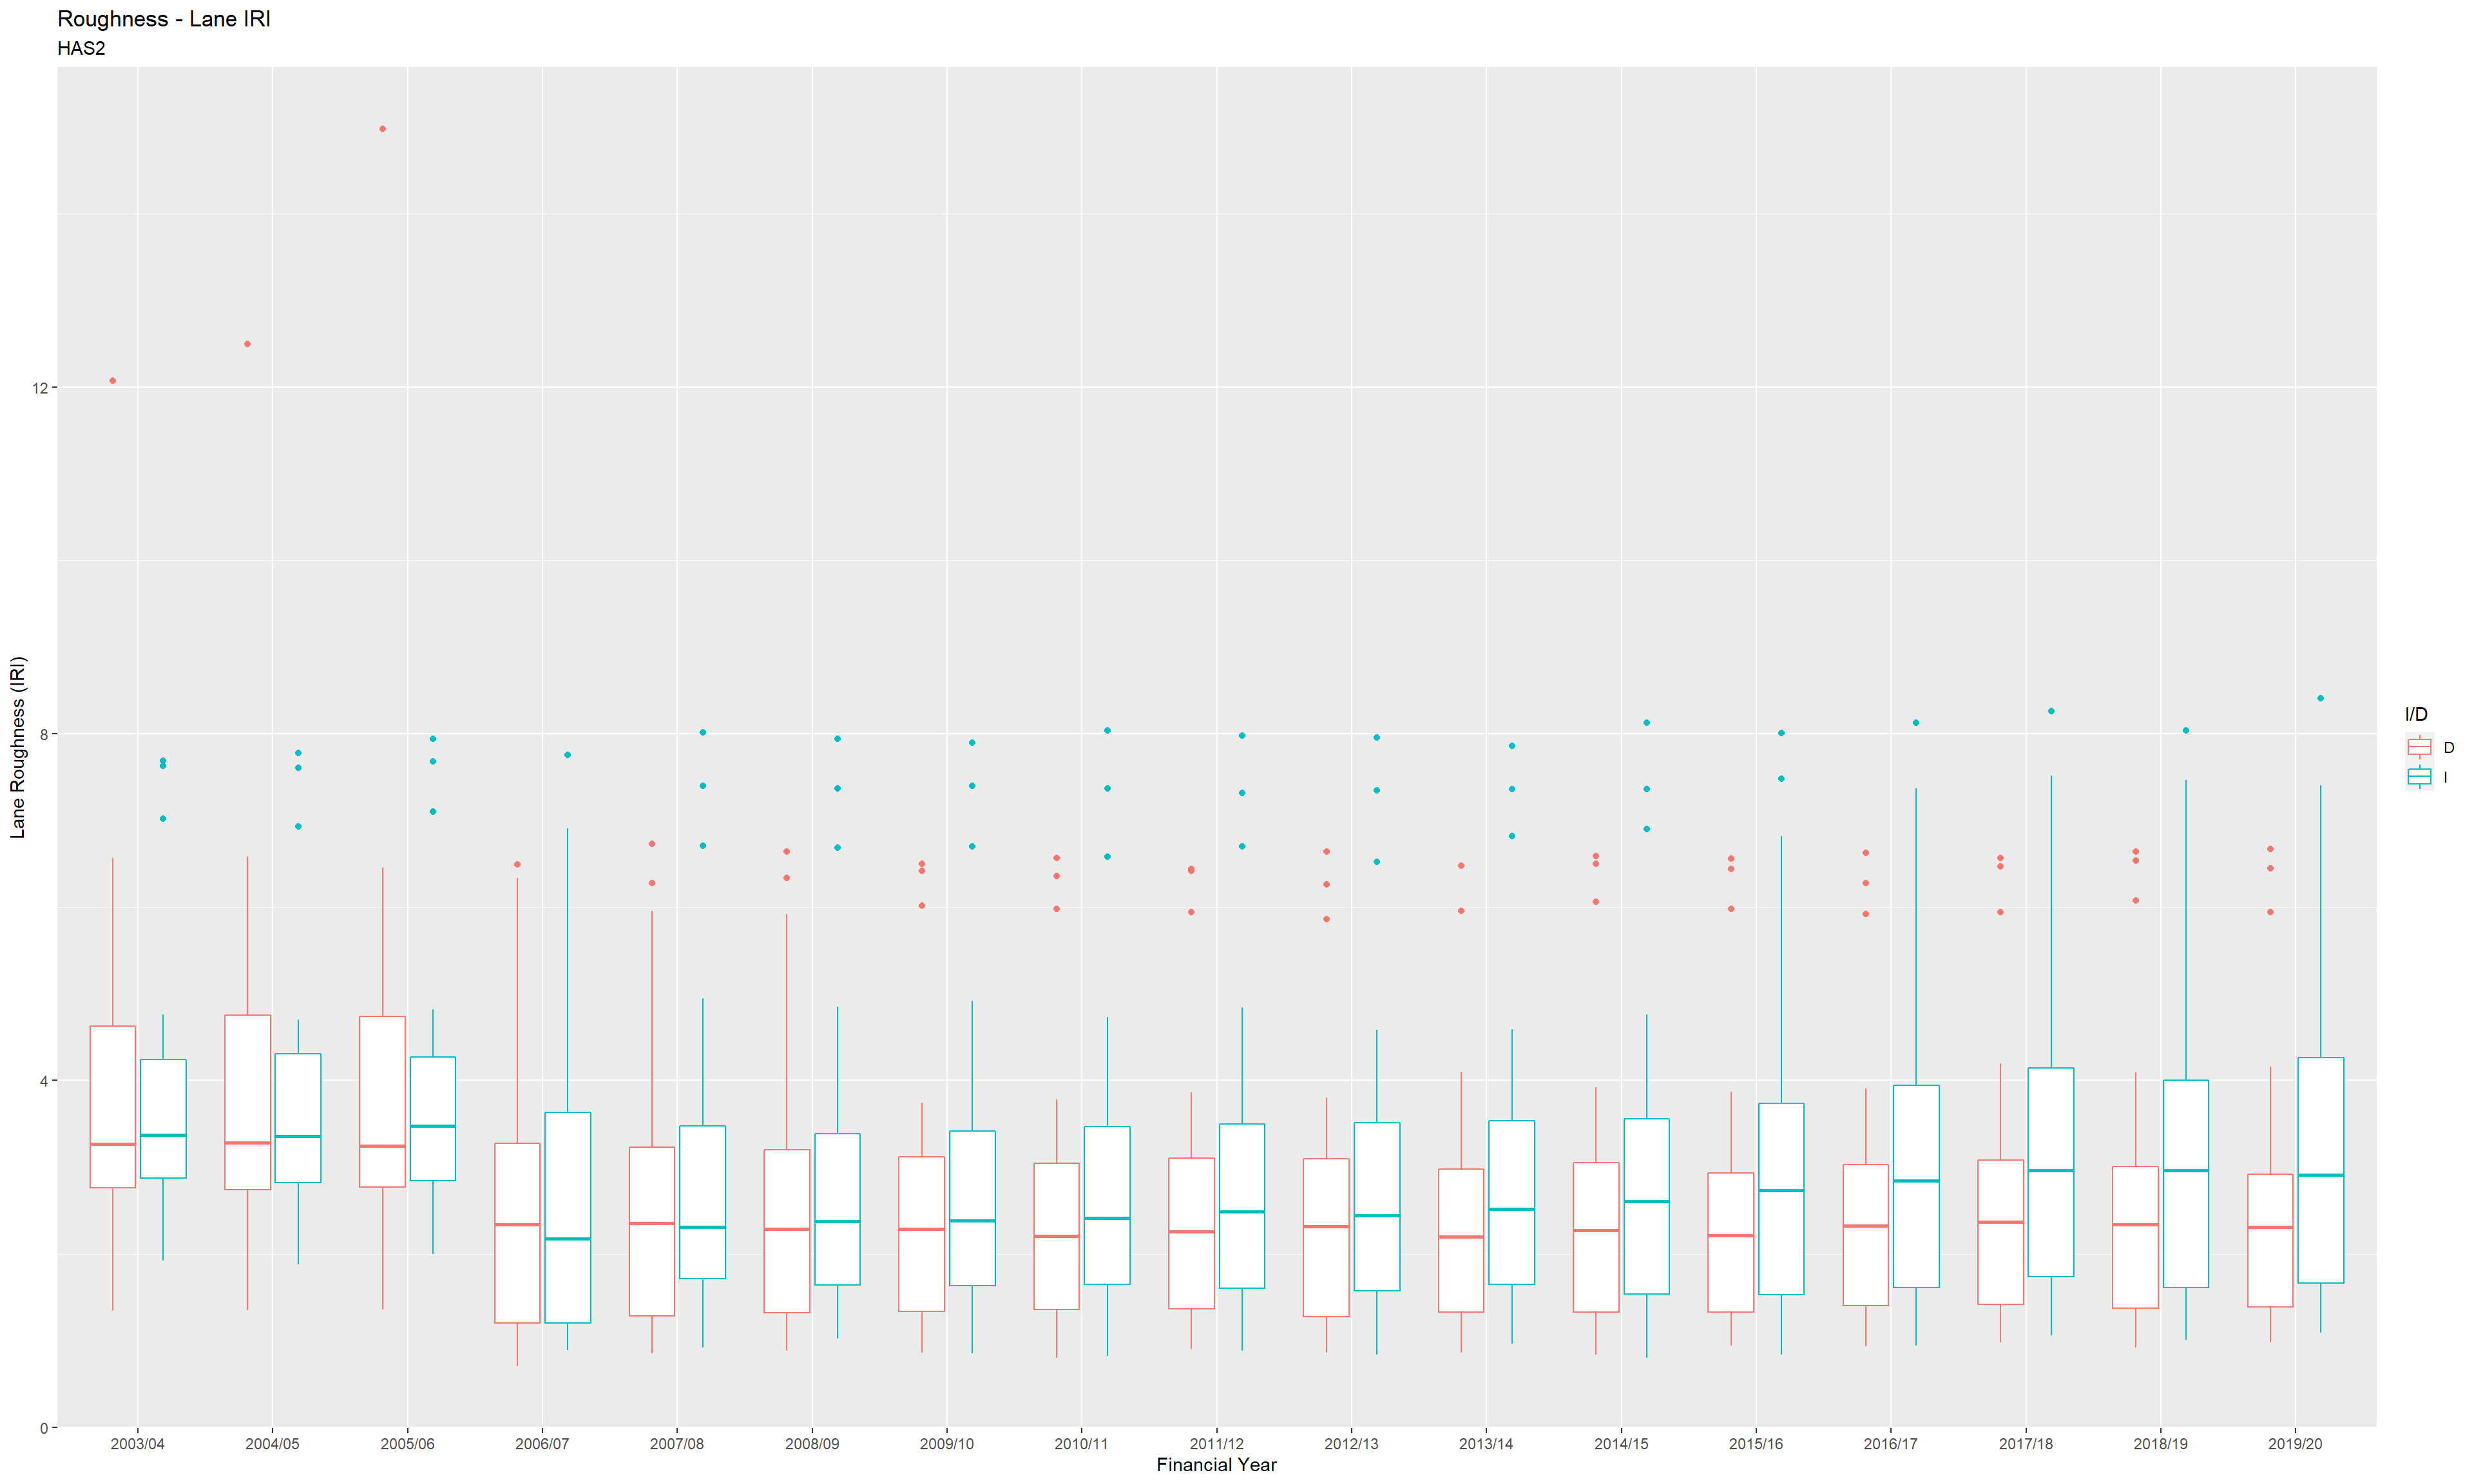 Roughness - Lane IRI
HAS2
Lane Roughness (IRI)
12
8
4
0
2003/04 2004/05 2005/06 2006/07 2007/08 2008/09 2009/10 2010/11 2011/12 2012/13 2013/14 2014/15 2015/16 2016/17 2017/18 2018/19 2019/20
Financial Year
I/D
D
I